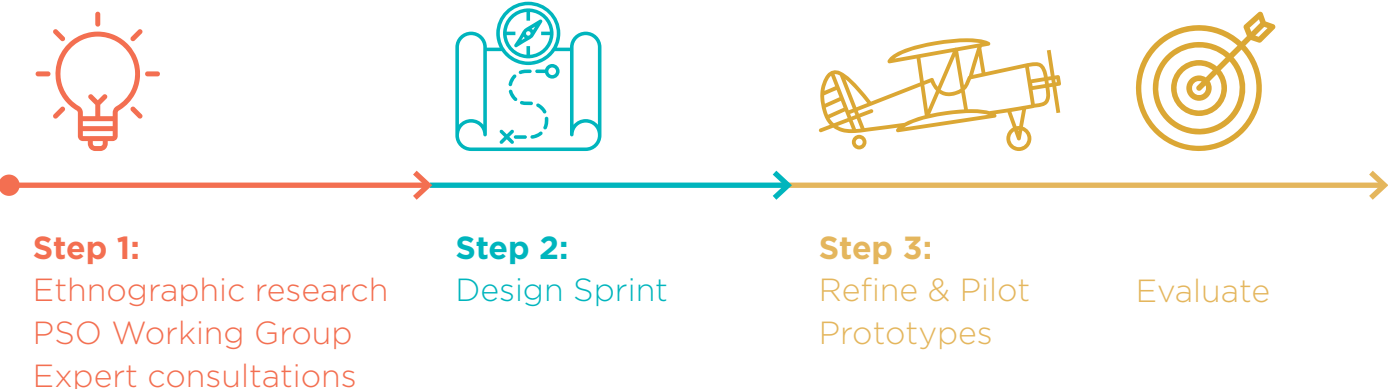 Step 1:
Ethnographic research
PSO Working Group
Expert consultations
Step 2:
Design Sprint
Step 3:
Refine & Pilot
Prototypes
Evaluate